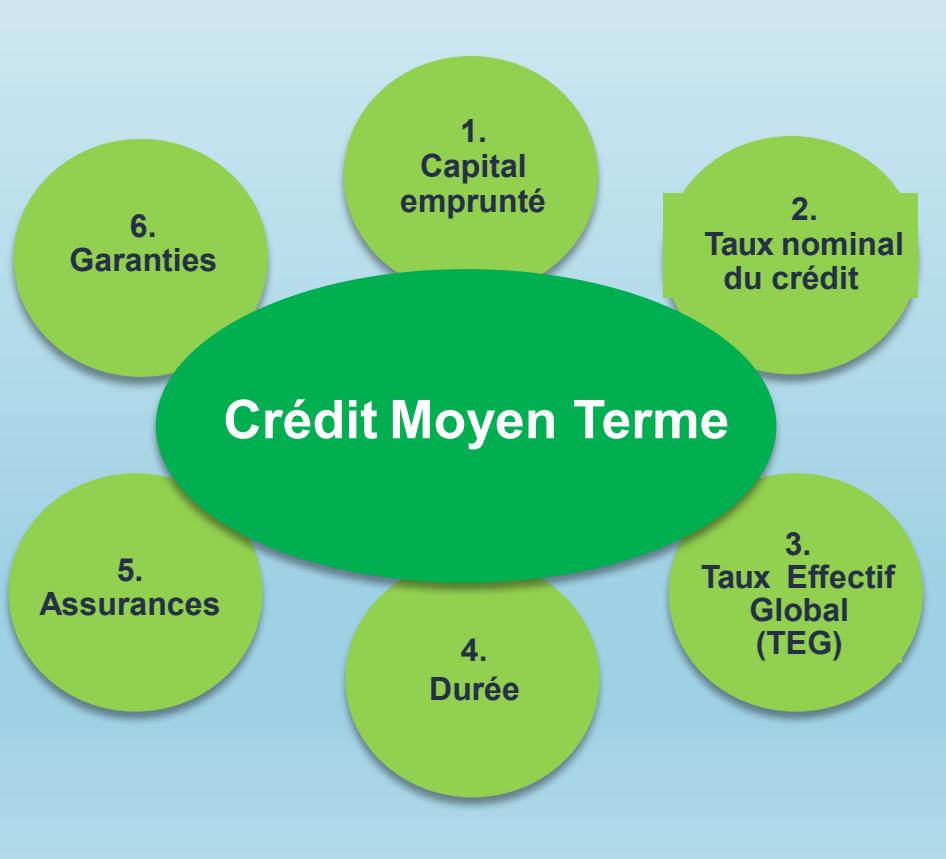 1.
Capital
emprunté
2.
Taux nominal
du crédit
3.
Taux Effectif
Global
(TEG)
4.
Durée
5.
Assurances
6.
Garanties
Crédit Moyen Terme